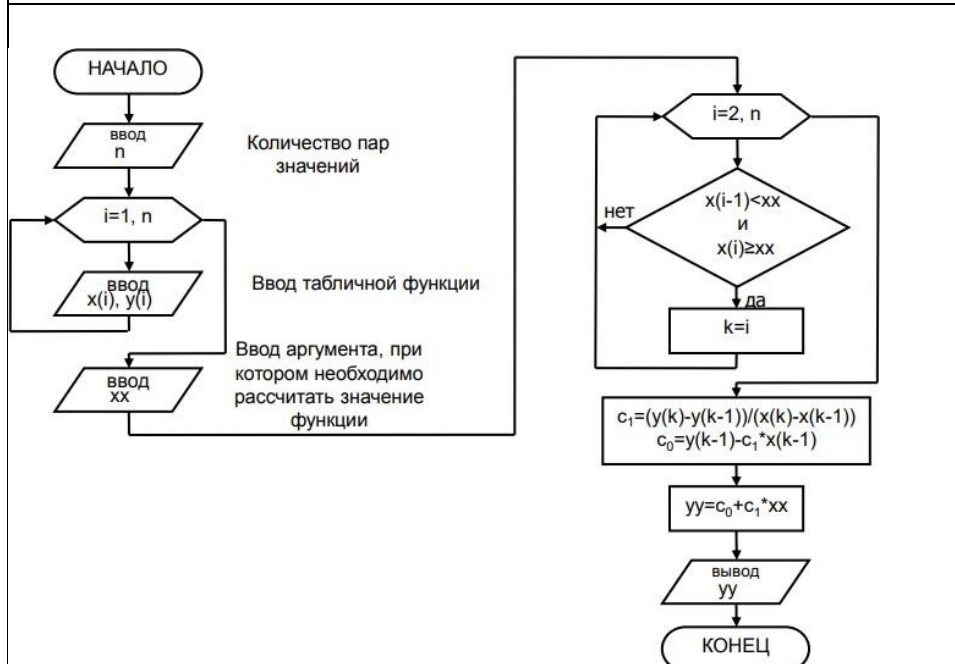 НАЧАЛО
ввод
n
Количество пар
значений
i=1, n
ввод
x(i), y(i)
Ввод табличной функции
ввод
xx
Ввод аргумента, при
котором необходимо
рассчитать значение
функции
i=2, n
x(i-1)<xx
и
x(i)≥xx
нет
да
k=i
c₁=(y(k)-y(k-1))/(x(k)-x(k-1))
c₀=y(k-1)-c₁*x(k-1)
yy=c₀+c₁*xx
вывод
yy
КОНЕЦ